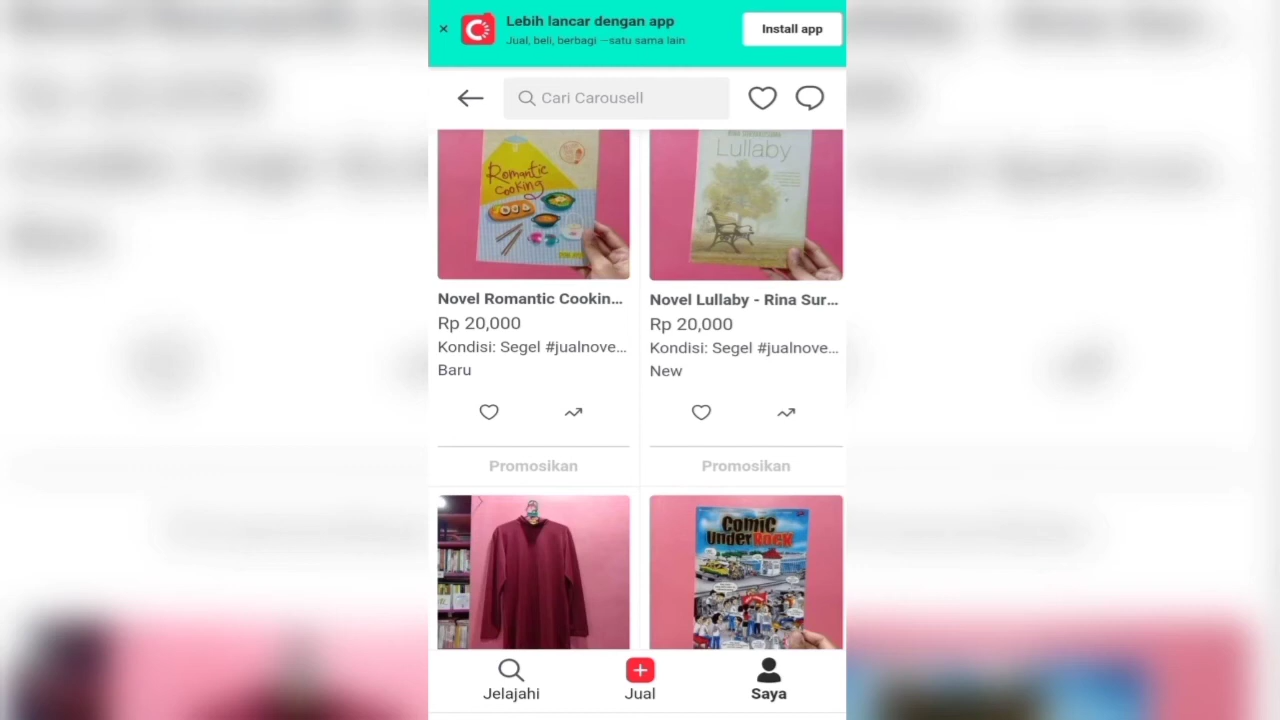 Lebih lancar dengan app
Jual, beli, berbagi —satu sama lain
Install app
Cari Carousell
Romantic
cooking
Lullaby
Novel Romantic Cookin...
Rp 20,000
Kondisi: Segel #jualnove...
Baru
Novel Lullaby - Rina Sur...
Rp 20,000
Kondisi: Segel #jualnove...
New
Promosikan
Promosikan
Comic
Under Rock
Jelajahi
Jual
Saya